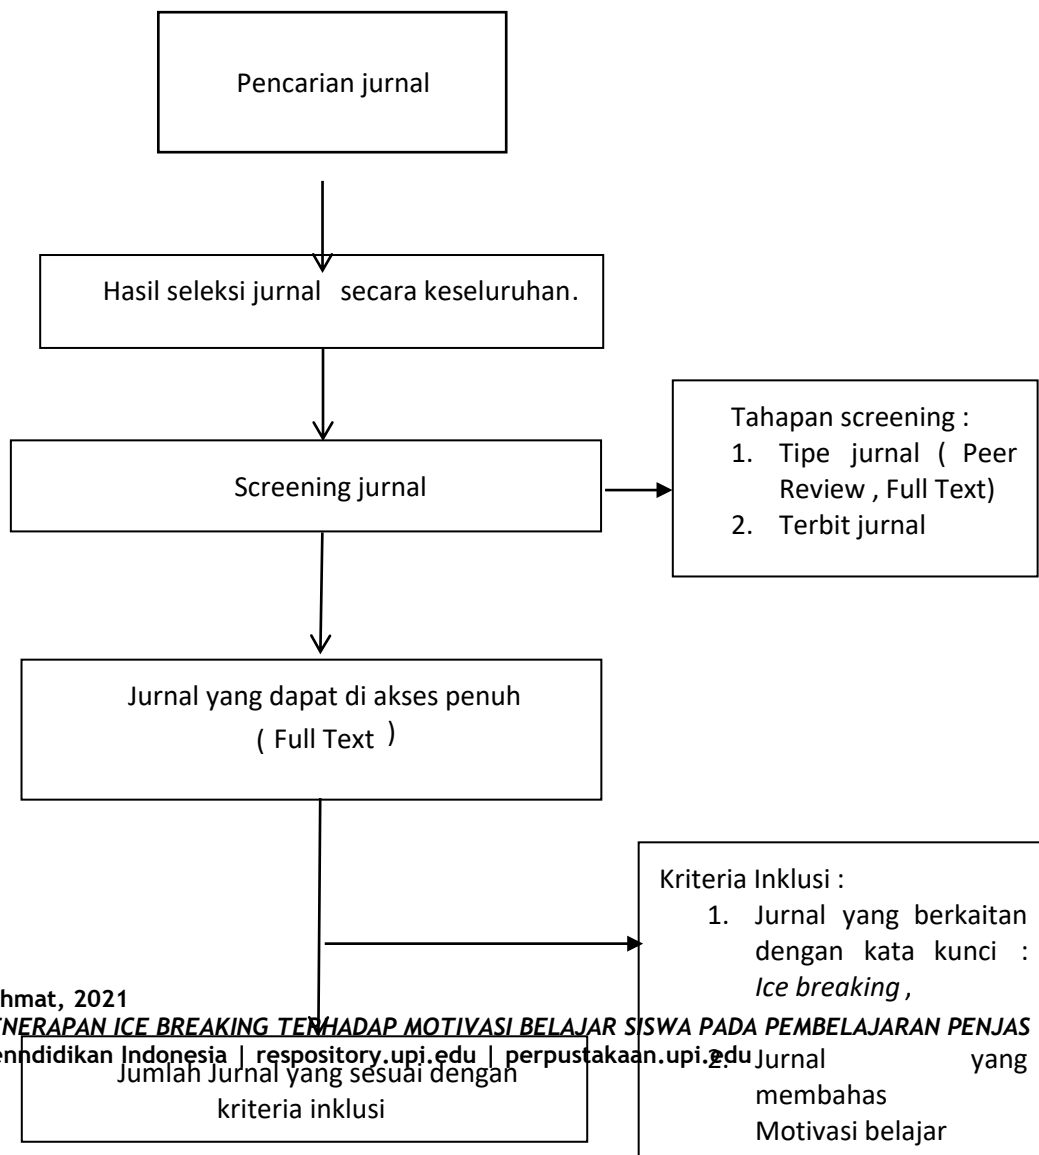 Pencarian jurnal
Hasil seleksi jurnal secara keseluruhan.
Screening jurnal
Tahapan screening :
1. Tipe jurnal ( Peer
Review , Full Text)
2. Terbit jurnal
Jurnal yang dapat di akses penuh
( Full Text )
Kriteria Inklusi :
1. Jurnal yang berkaitan
dengan kata kunci :
Ice breaking ,
2. Jurnal yang
membahas
Motivasi belajar
Jumlah Jurnal yang sesuai dengan
kriteria inklusi
hmat, 2021
ENERAPAN ICE BREAKING TERHADAP MOTIVASI BELAJAR SISWA PADA PEMBELAJARAN PENJAS
enndidikan Indonesia | respository.upi.edu | perpustakaan.upi.edu